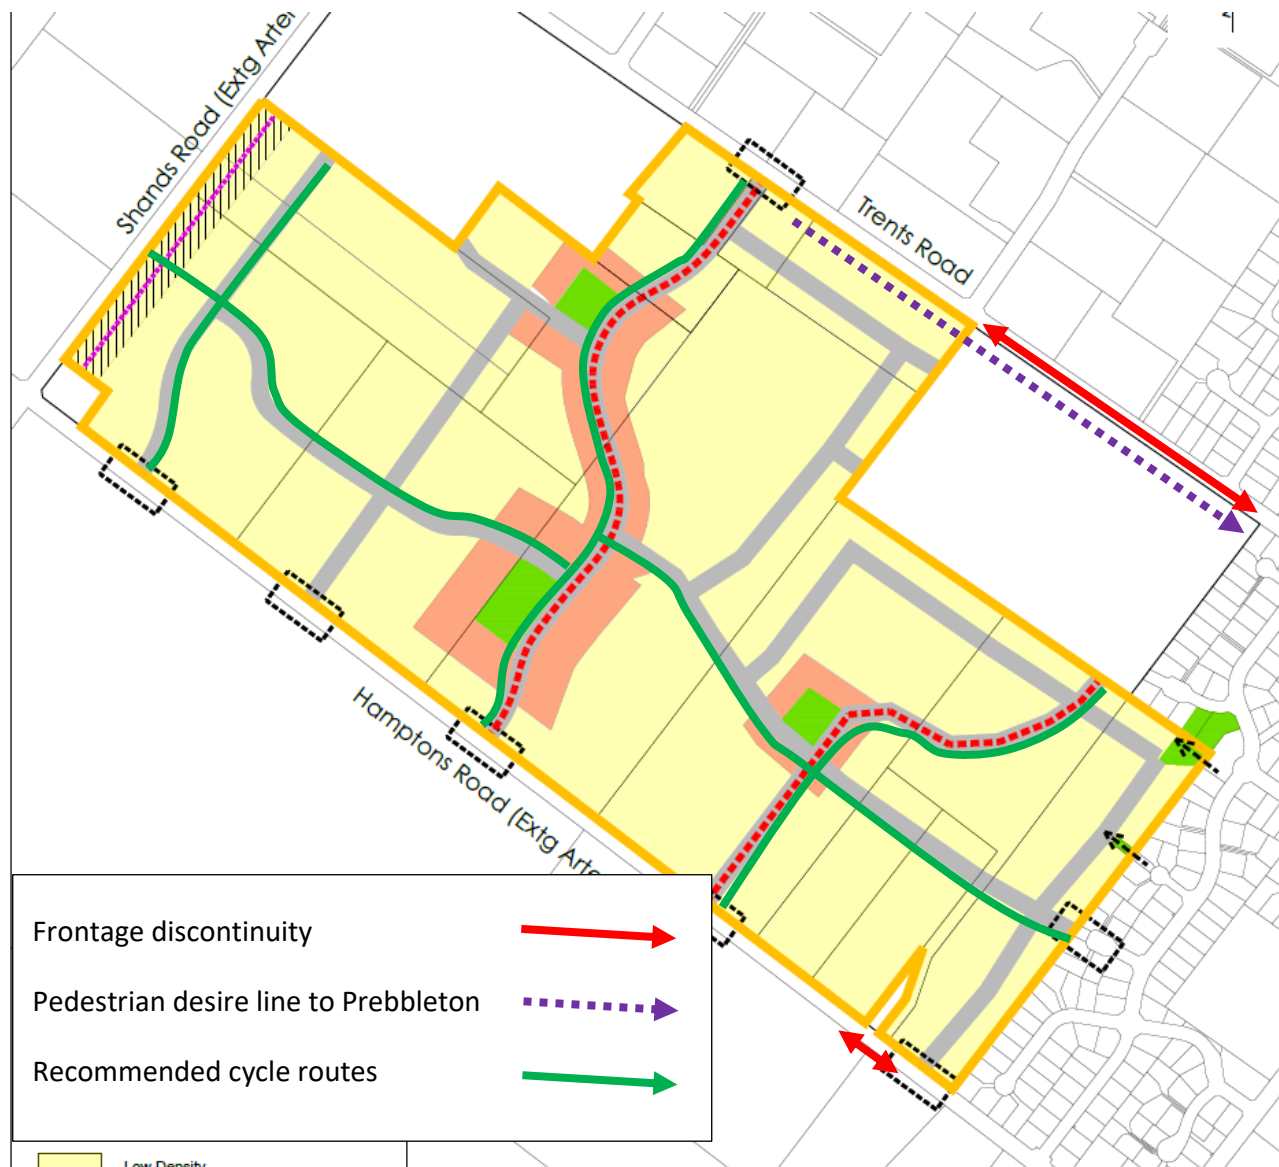 Shands Road (Extg Arter
Trents Road
Hamptons Road (Extg Arte
Frontage discontinuity
Pedestrian desire line to Prebbleton
Recommended cycle routes
Low Density